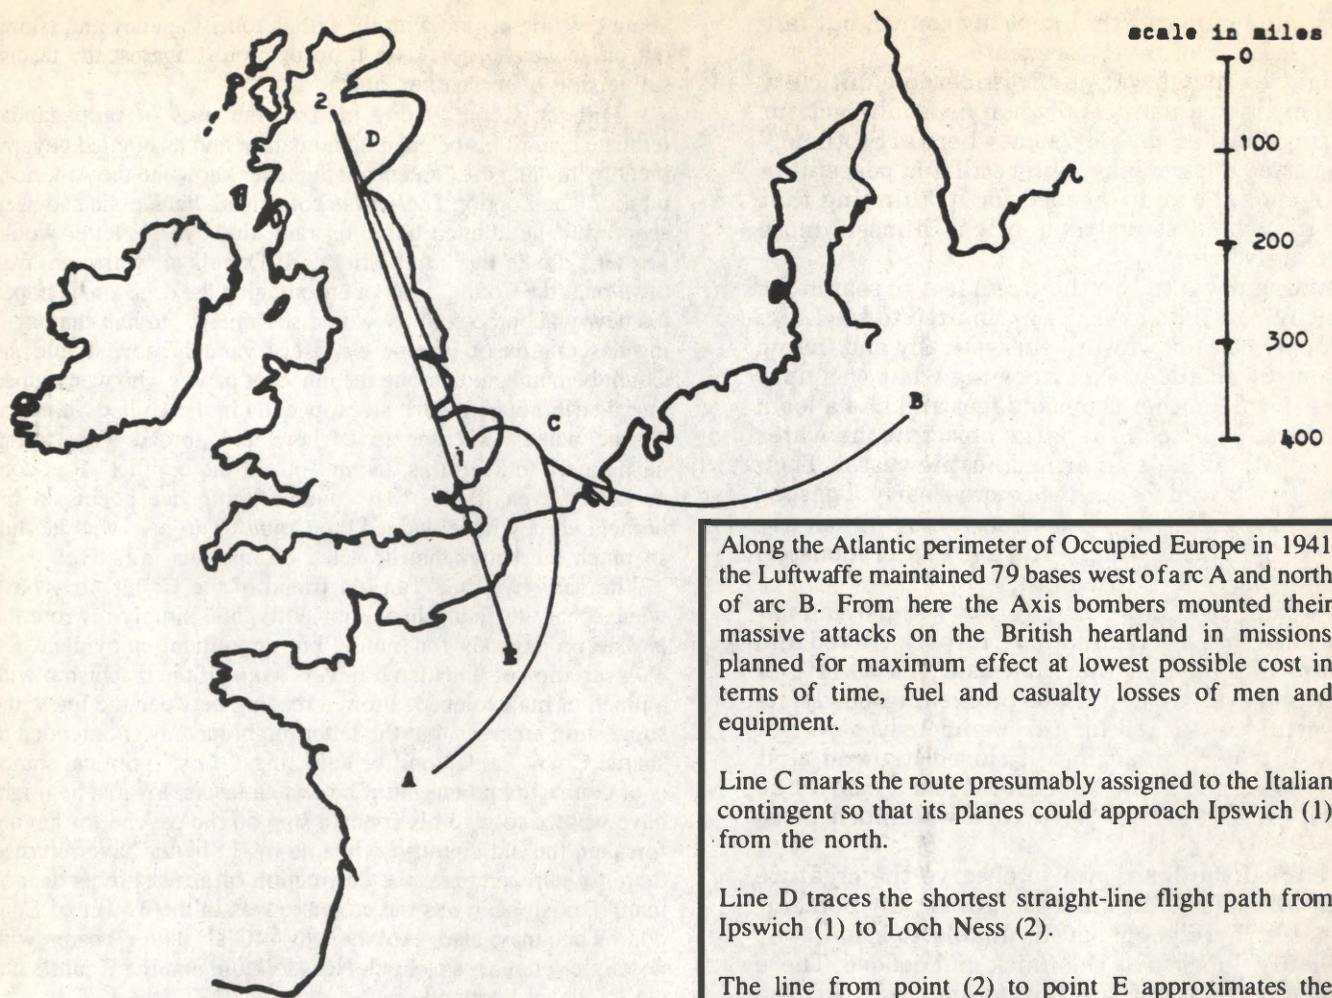 scale in miles
0
100
200
300
400
2
D
C
B
1
E
A
Along the Atlantic perimeter of Occupied Europe in 1941
the Luftwaffe maintained 79 bases west of arc A and north
of arc B. From here the Axis bombers mounted their
massive attacks on the British heartland in missions
planned for maximum effect at lowest possible cost in
terms of time, fuel and casualty losses of men and
equipment.
Line C marks the route presumably assigned to the Italian
contingent so that its planes could approach Ipswich (1)
from the north.
Line D traces the shortest straight-line flight path from
Ipswich (1) to Loch Ness (2).
The line from point (2) to point E approximates the